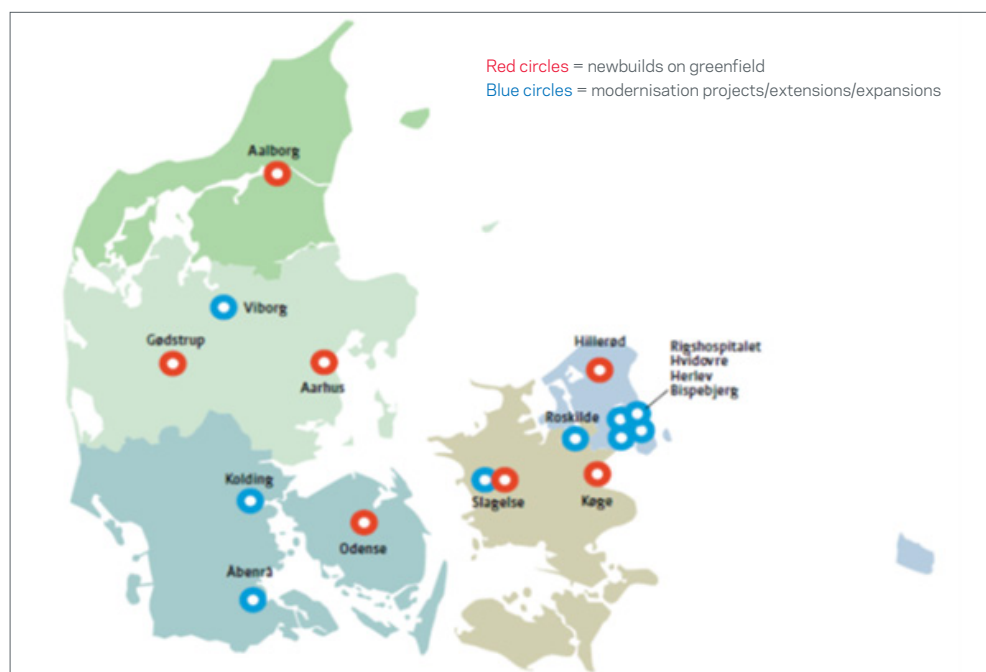 Red circles = newbuilds on greenfield
Blue circles = modernisation projects/extensions/expansions
Aalborg
Viborg
Gødstrup
Aarhus
Hillerød
Rigshospitalet
Hvidovre
Herlev
Bispebjerg
Roskilde
Kolding
Slagelse
Køge
Odense
Åbenrå